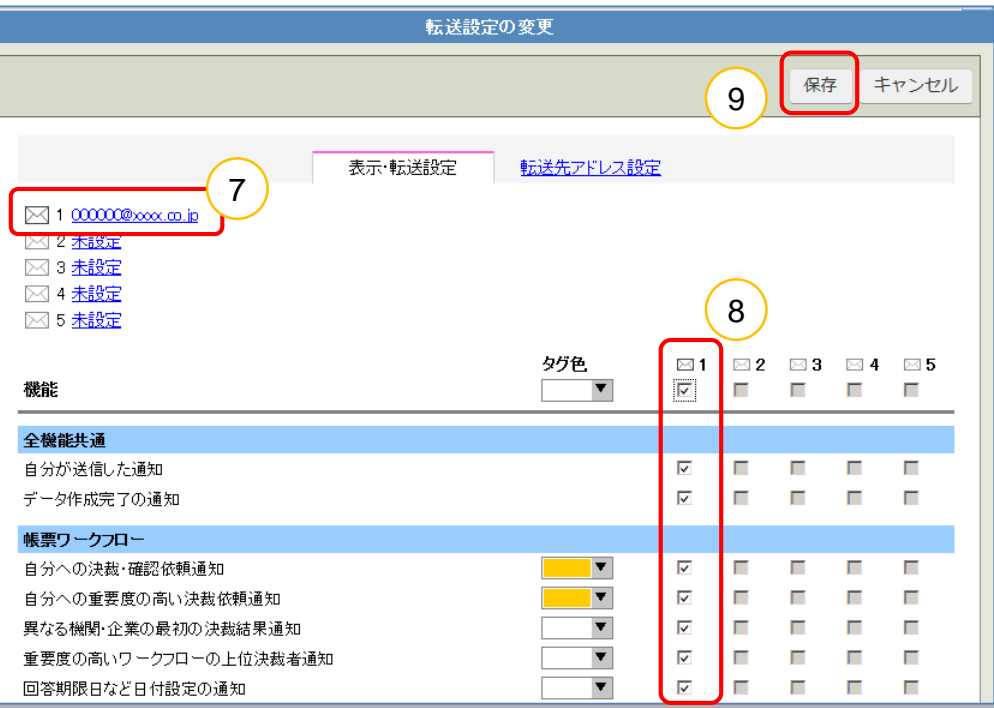 転送設定の変更
9
保存 キャンセル
表示・転送設定 転送先アドレス設定
7
1 000000@xxxx.co.jp
2 未設定
3 未設定
4 未設定
5 未設定
8
タグ色 1 2 3 4 5
機能
全機能共通
自分が送信した通知
データ作成完了の通知
帳票ワークフロー
自分への決裁・確認依頼通知
自分への重要度の高い決裁依頼通知
異なる機関・企業の最初の決裁結果通知
重要度の高いワークフローの上位決裁者通知
回答期限日など日付設定の通知